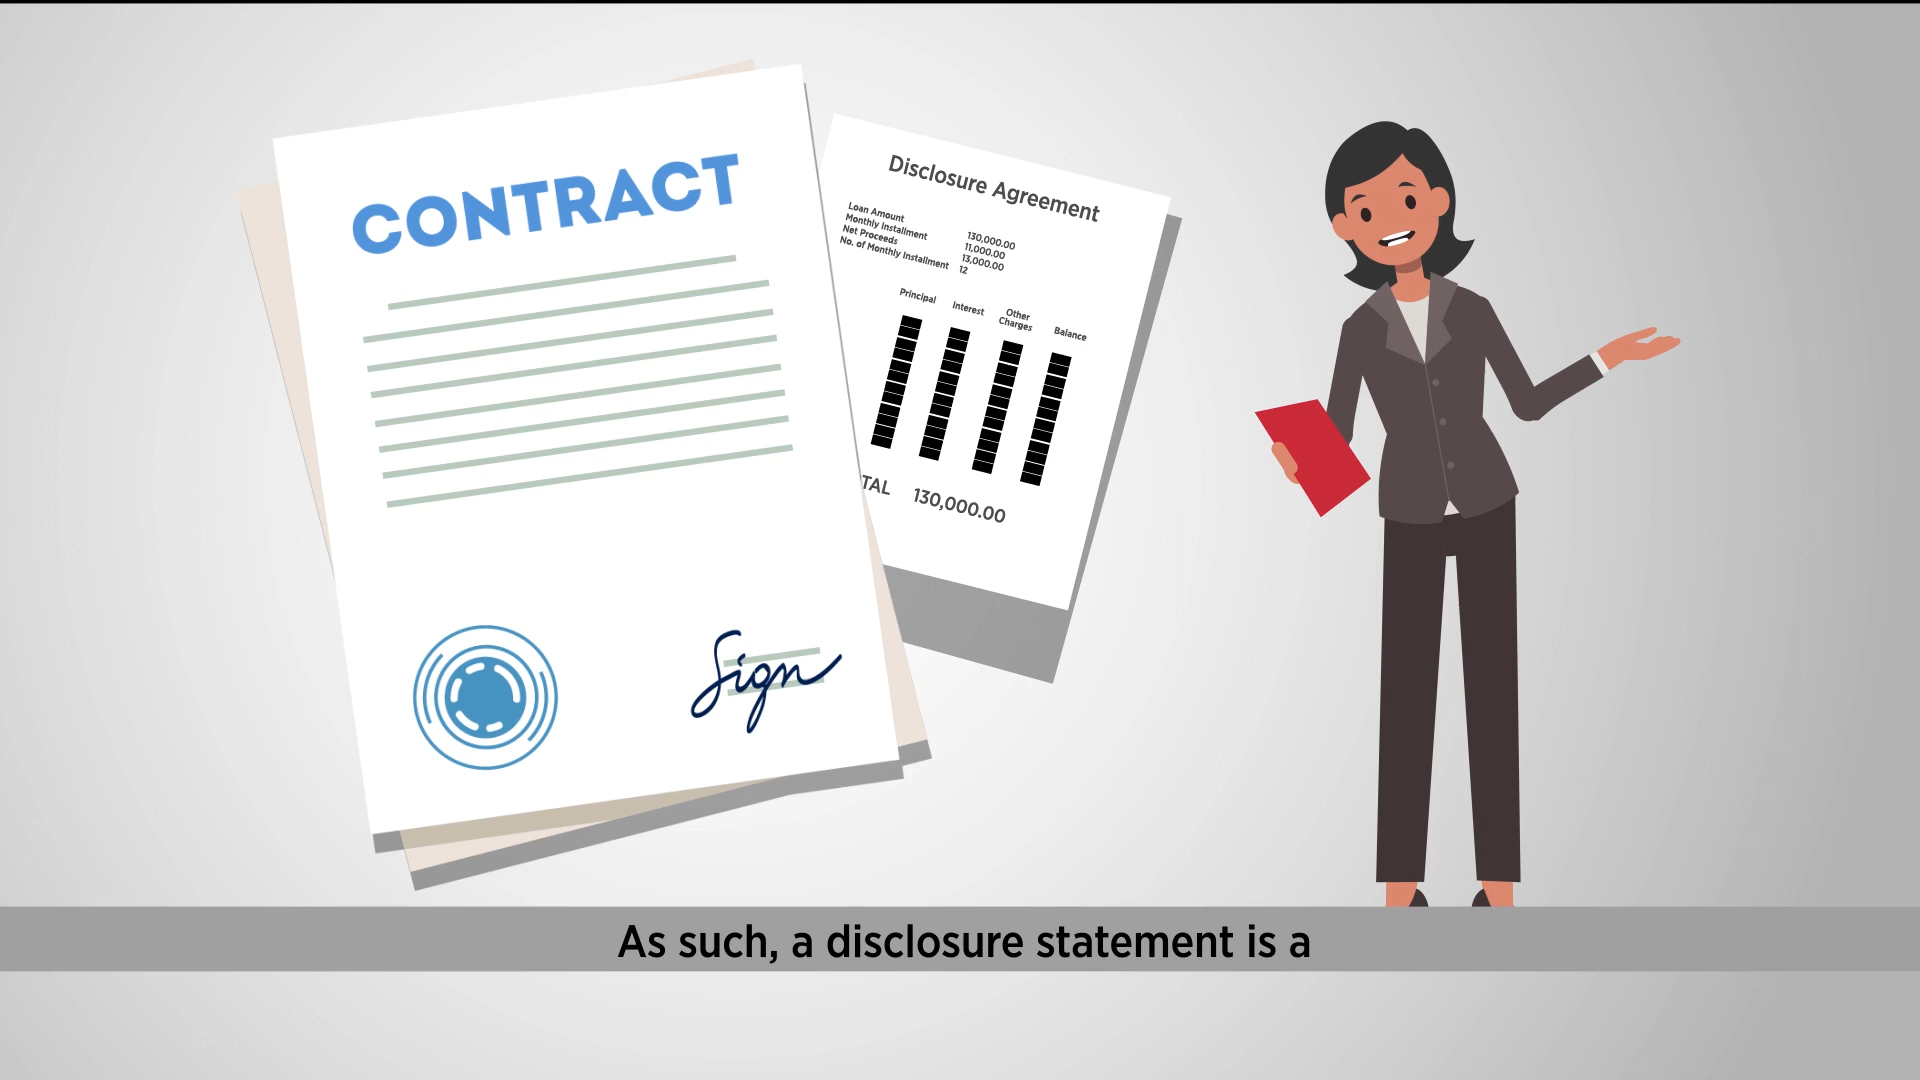 CONTRACT
Sign
Disclosure Agreement
Loan Amount 130,000.00
Monthly Installment 11,000.00
Net Proceeds 13,000.00
No. of Monthly Installment 12
Principal Interest Other Charges Balance
TAL 130,000.00
As such, a disclosure statement is a